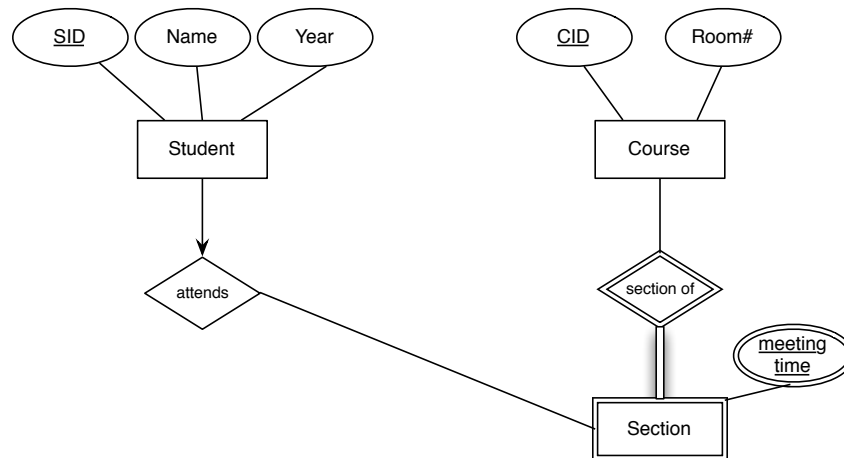 SID
Name
Year
CID
Room#
Student
Course
attends
section of
meeting
time
Section